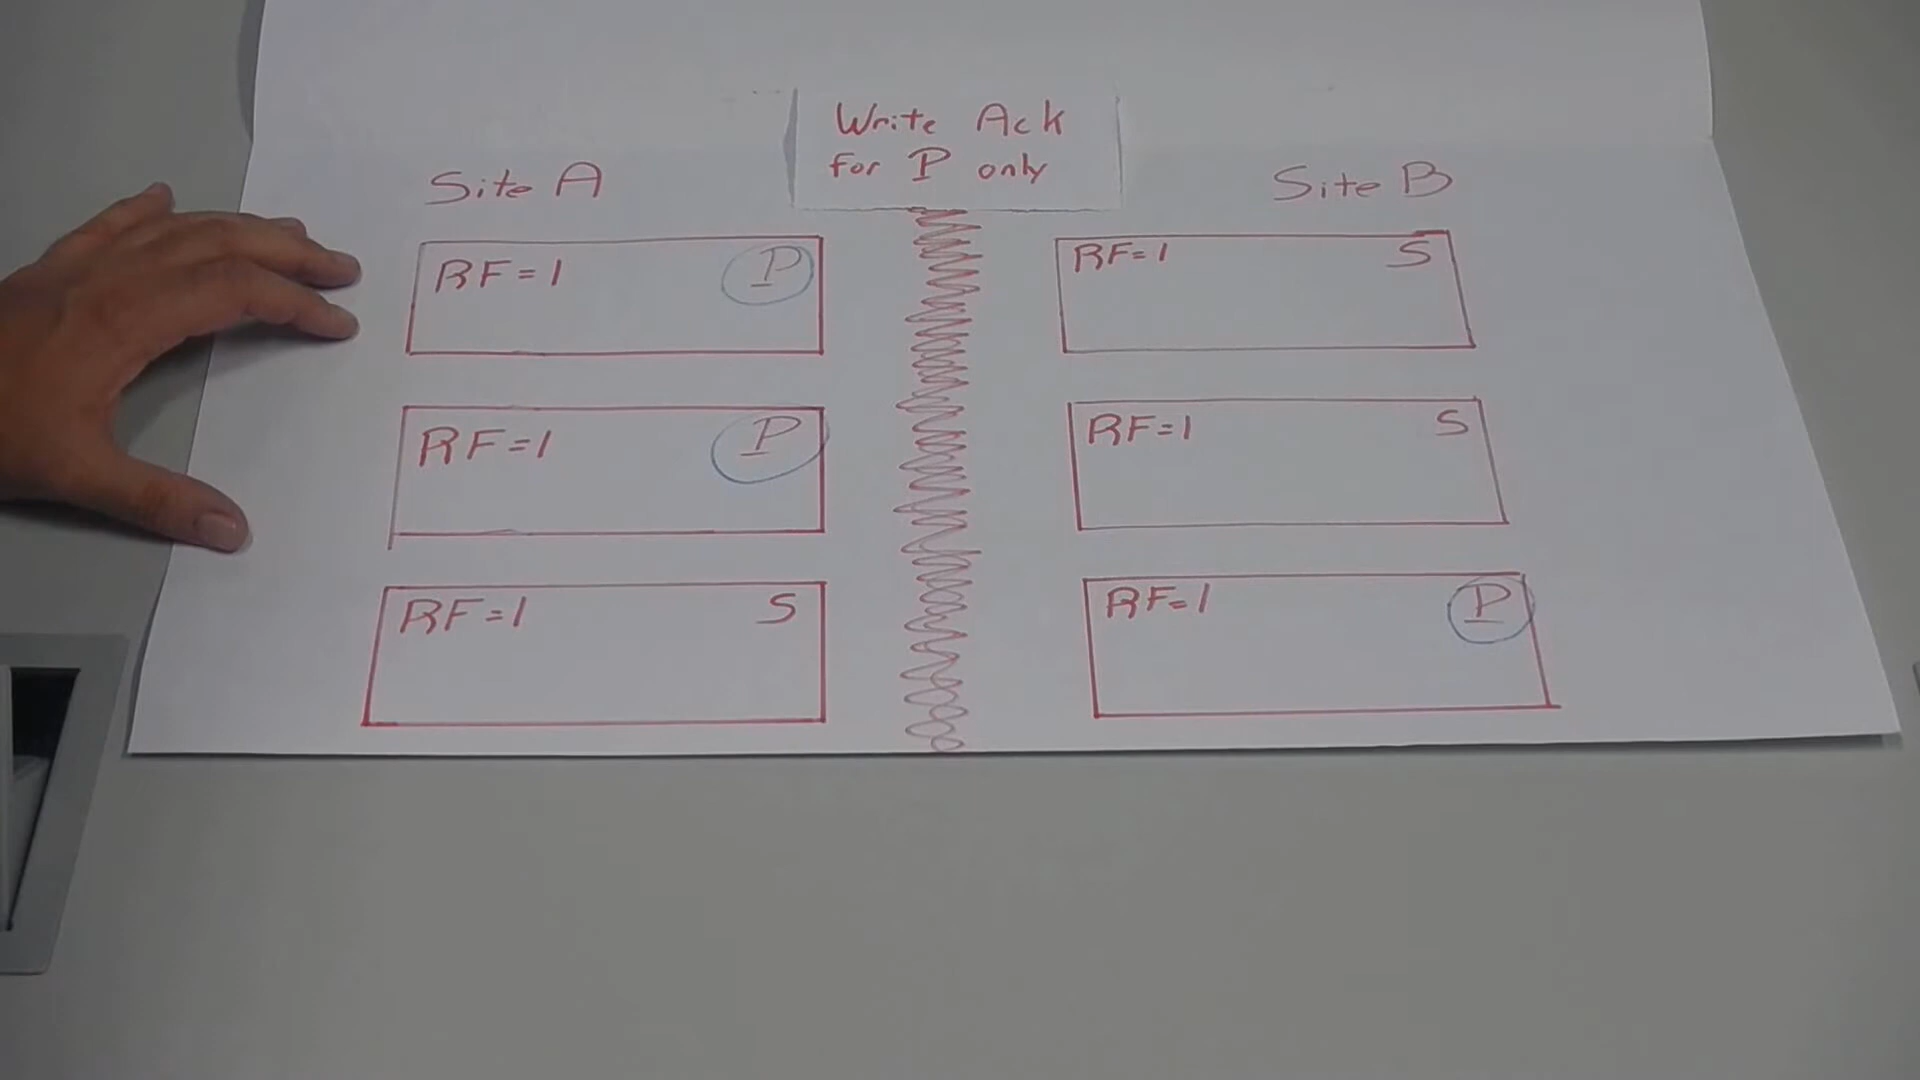 Write Ack
for P only
Site A
Site B
RF=1 P
RF=1 S
RF=1 P
RF=1 S
RF=1 S
RF=1 P